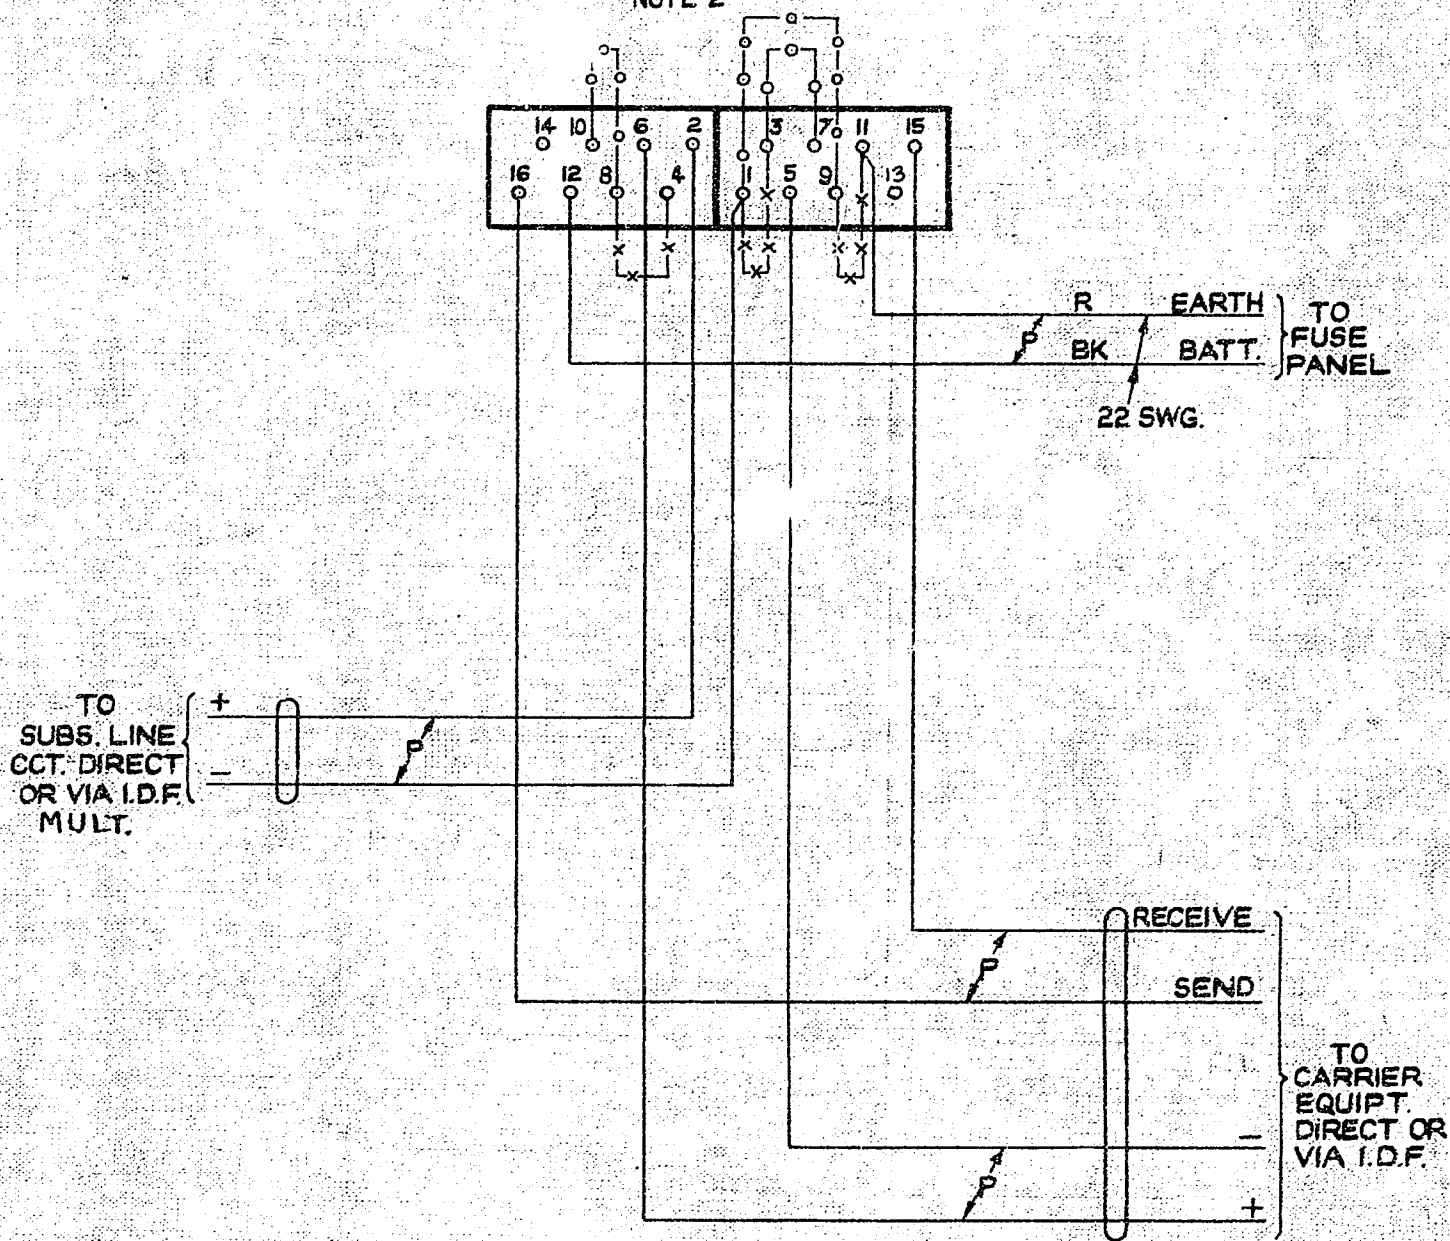 NOTE 2
14 10 6 2 3 7 11 15
16 12 8 4 1 5 9 13
R EARTH
BK BATT.
P
TO
FUSE
PANEL
22 SWG.
TO
SUBS. LINE
CCT. DIRECT
OR VIA I.D.F.
MULT.
+
−
P
RECEIVE
P
SEND
TO
CARRIER
EQUIPT.
DIRECT OR
VIA I.D.F.
−
P
+